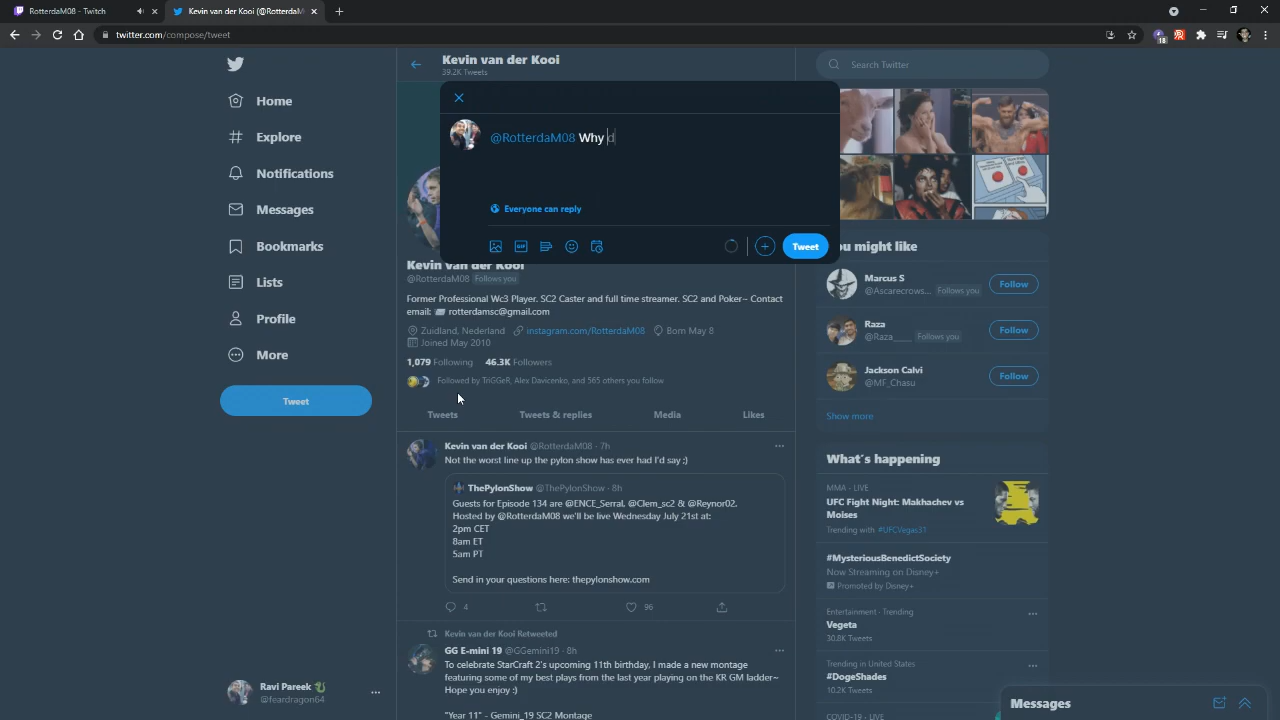 RotterdaM08 - Twitch
Kevin van der Kooi (@RotterdaM
twitter.com/compose/tweet
18
Home
Explore
Notifications
Messages
Bookmarks
Lists
Profile
More
Tweet
Ravi Pareek
@feardragon64
Kevin van der Kooi
39.2K Tweets
@RotterdaM08 Why d
Everyone can reply
GIF
Tweet
Kevin van der Kooi
@RotterdaM08 Follows you
Former Professional Wc3 Player. SC2 Caster and full time streamer. SC2 and Poker~ Contact
email: rotterdamsc@gmail.com
Zuidland, Nederland instagram.com/RotterdaM08 Born May 8
Joined May 2010
1,079 Following 46.3K Followers
Followed by TriGGeR, Alex Davicenko, and 565 others you follow
Tweets Tweets & replies Media Likes
Kevin van der Kooi @RotterdaM08 · 7h
Not the worst line up the pylon show has ever had I'd say ;)
ThePylonShow @ThePylonShow · 8h
Guests for Episode 134 are @ENCE_Serral, @Clem_sc2 & @Reynor02.
Hosted by @RotterdaM08 we'll be live Wednesday July 21st at:
2pm CET
8am ET
5am PT
Send in your questions here: thepylonshow.com
4 96
Kevin van der Kooi Retweeted
GG E-mini 19 @GGemini19 · 8h
To celebrate StarCraft 2's upcoming 11th birthday, I made a new montage
featuring some of my best plays from the last year playing on the KR GM ladder~
Hope you enjoy :)
"Year 11" - Gemini_19 SC2 Montage
Search Twitter
ou might like
Marcus S
@Ascarecrows... Follows you
Follow
Raza
@Raza____ Follows you
Follow
Jackson Calvi
@MF_Chasu
Follow
Show more
What's happening
MMA · LIVE
UFC Fight Night: Makhachev vs
Moises
Trending with #UFCVegas31
#MysteriousBenedictSociety
Now Streaming on Disney+
Promoted by Disney+
Entertainment · Trending
Vegeta
30.8K Tweets
Trending in United States
#DogeShades
10.2K Tweets
COVID-19 · LIVE
Messages